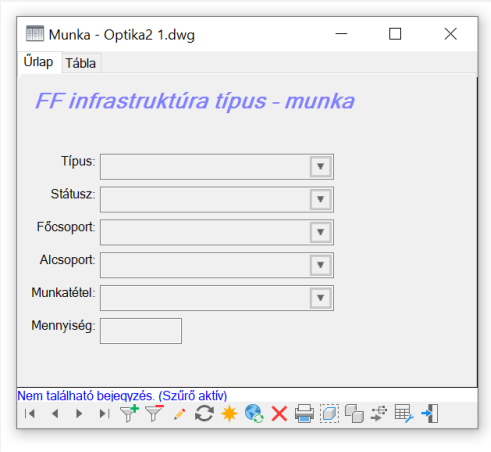 Munka - Optika2 1.dwg
Űrlap Tábla
FF infrastruktúra típus - munka
Típus:
Státusz:
Főcsoport:
Alcsoport:
Munkatétel:
Mennyiség:
Nem található bejegyzés. (Szűrő aktív)